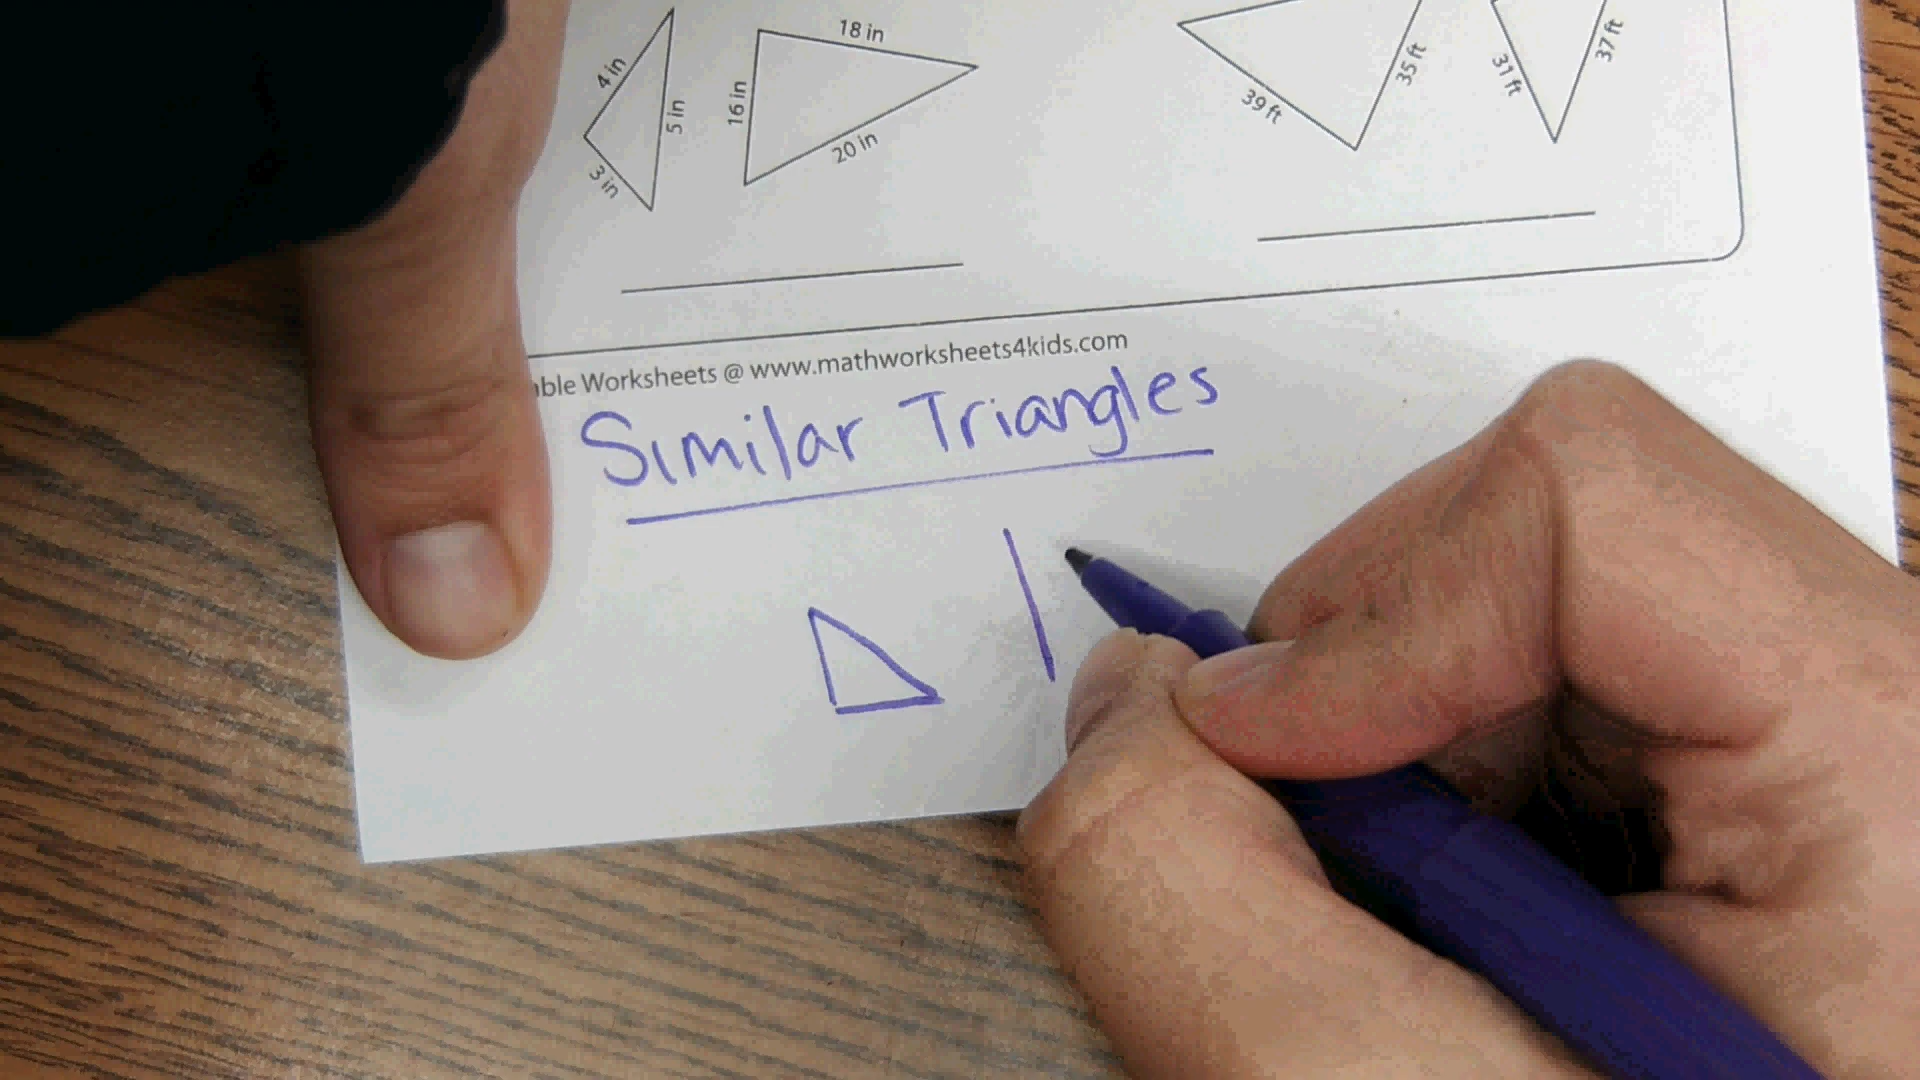 18 in
4 in
5 in
16 in
20 in
3 in
39 ft
35 ft
31 ft
37 ft
Worksheets @ www.mathworksheets4kids.com
Similar Triangles